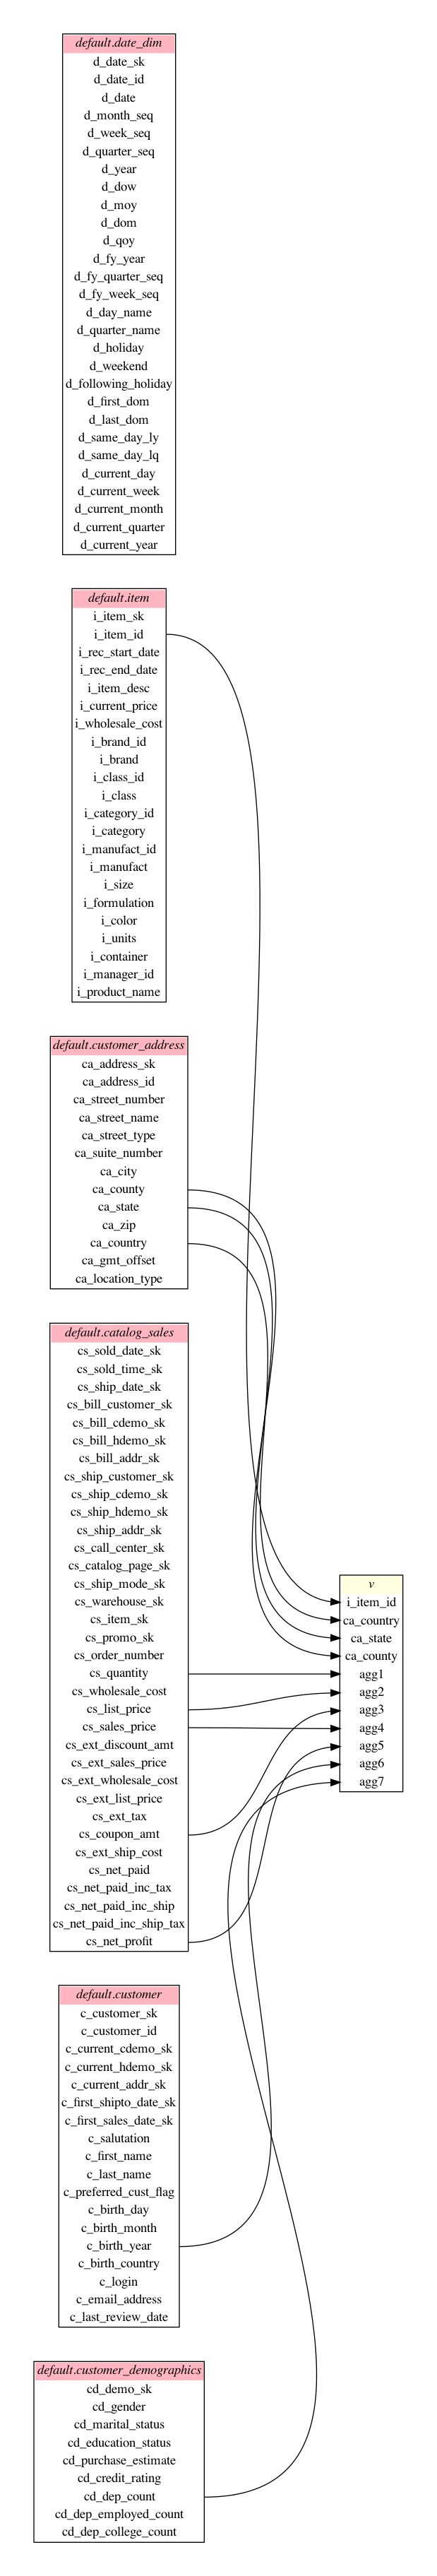 default.date_dim
d_date_sk
d_date_id
d_date
d_month_seq
d_week_seq
d_quarter_seq
d_year
d_dow
d_moy
d_dom
d_qoy
d_fy_year
d_fy_quarter_seq
d_fy_week_seq
d_day_name
d_quarter_name
d_holiday
d_weekend
d_following_holiday
d_first_dom
d_last_dom
d_same_day_ly
d_same_day_lq
d_current_day
d_current_week
d_current_month
d_current_quarter
d_current_year
default.item
i_item_sk
i_item_id
i_rec_start_date
i_rec_end_date
i_item_desc
i_current_price
i_wholesale_cost
i_brand_id
i_brand
i_class_id
i_class
i_category_id
i_category
i_manufact_id
i_manufact
i_size
i_formulation
i_color
i_units
i_container
i_manager_id
i_product_name
default.customer_address
ca_address_sk
ca_address_id
ca_street_number
ca_street_name
ca_street_type
ca_suite_number
ca_city
ca_county
ca_state
ca_zip
ca_country
ca_gmt_offset
ca_location_type
default.catalog_sales
cs_sold_date_sk
cs_sold_time_sk
cs_ship_date_sk
cs_bill_customer_sk
cs_bill_cdemo_sk
cs_bill_hdemo_sk
cs_bill_addr_sk
cs_ship_customer_sk
cs_ship_cdemo_sk
cs_ship_hdemo_sk
cs_ship_addr_sk
cs_call_center_sk
cs_catalog_page_sk
cs_ship_mode_sk
cs_warehouse_sk
cs_item_sk
cs_promo_sk
cs_order_number
cs_quantity
cs_wholesale_cost
cs_list_price
cs_sales_price
cs_ext_discount_amt
cs_ext_sales_price
cs_ext_wholesale_cost
cs_ext_list_price
cs_ext_tax
cs_coupon_amt
cs_ext_ship_cost
cs_net_paid
cs_net_paid_inc_tax
cs_net_paid_inc_ship
cs_net_paid_inc_ship_tax
cs_net_profit
v
i_item_id
ca_country
ca_state
ca_county
agg1
agg2
agg3
agg4
agg5
agg6
agg7
default.customer
c_customer_sk
c_customer_id
c_current_cdemo_sk
c_current_hdemo_sk
c_current_addr_sk
c_first_shipto_date_sk
c_first_sales_date_sk
c_salutation
c_first_name
c_last_name
c_preferred_cust_flag
c_birth_day
c_birth_month
c_birth_year
c_birth_country
c_login
c_email_address
c_last_review_date
default.customer_demographics
cd_demo_sk
cd_gender
cd_marital_status
cd_education_status
cd_purchase_estimate
cd_credit_rating
cd_dep_count
cd_dep_employed_count
cd_dep_college_count